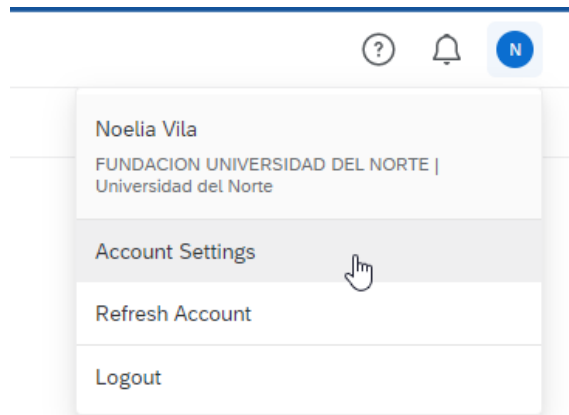 ?
N
Noelia Vila
FUNDACION UNIVERSIDAD DEL NORTE |
Universidad del Norte
Account Settings
Refresh Account
Logout